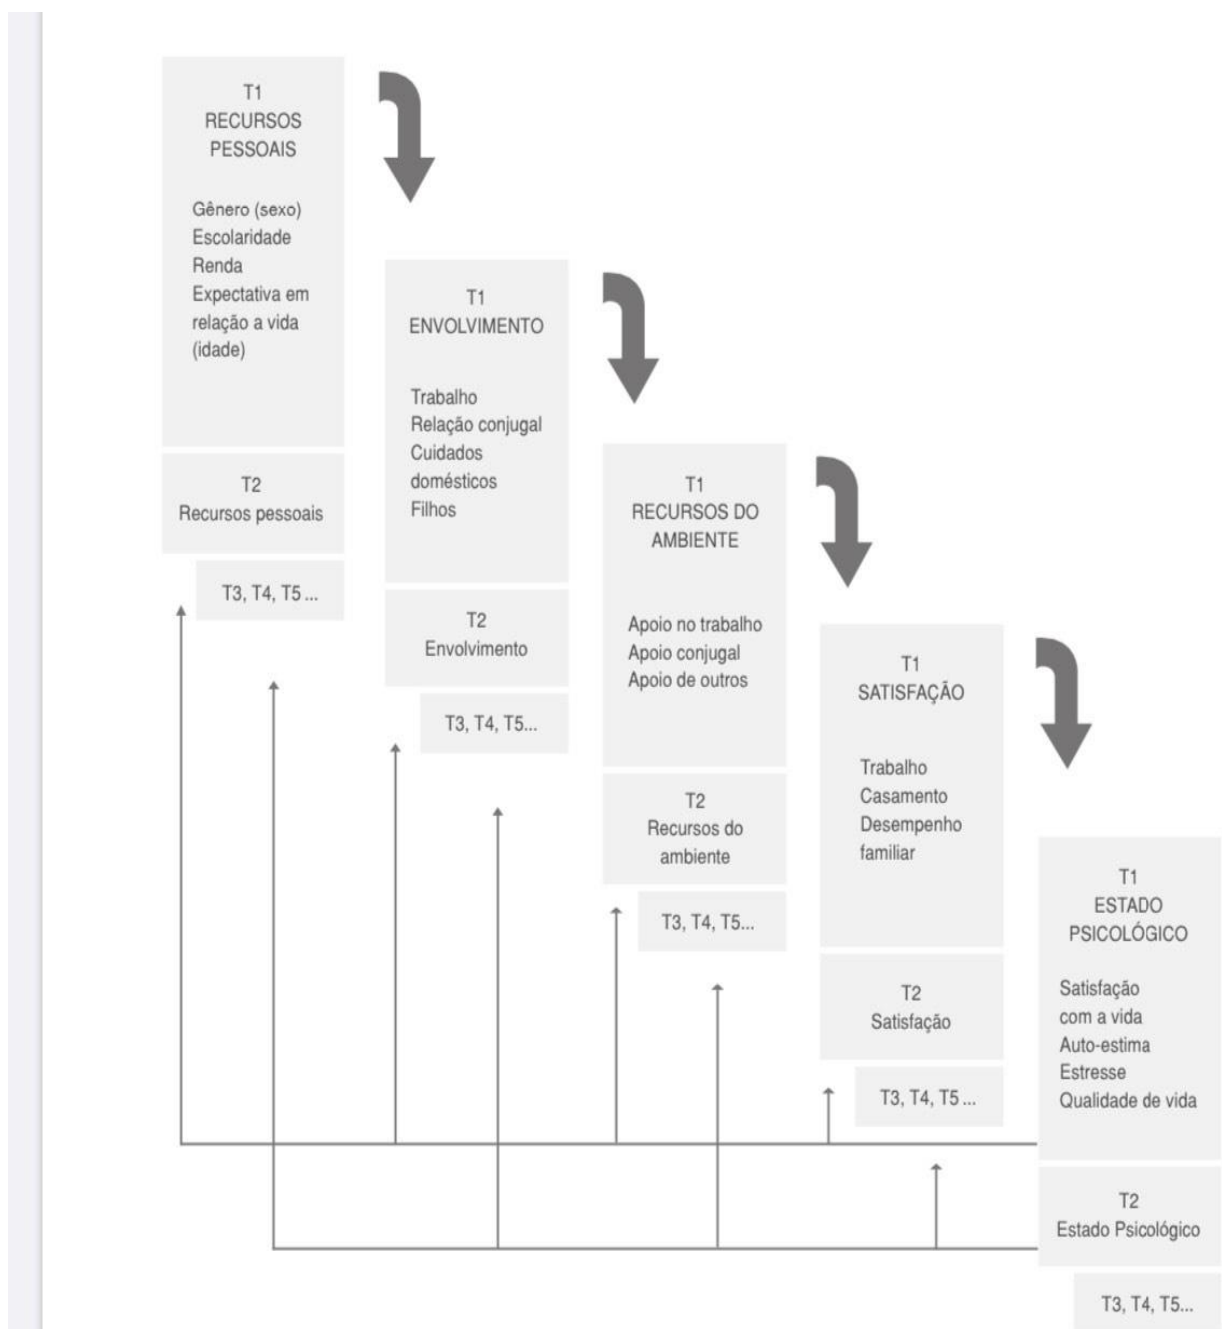 T1
RECURSOS
PESSOAIS
Gênero (sexo)
Escolaridade
Renda
Expectativa em
relação a vida
(idade)
T2
Recursos pessoais
T3, T4, T5 ...
T1
ENVOLVIMENTO
Trabalho
Relação conjugal
Cuidados
domésticos
Filhos
T2
Envolvimento
T3, T4, T5...
T1
RECURSOS DO
AMBIENTE
Apoio no trabalho
Apoio conjugal
Apoio de outros
T2
Recursos do
ambiente
T3, T4, T5...
T1
SATISFAÇÃO
Trabalho
Casamento
Desempenho
familiar
T2
Satisfação
T3, T4, T5 ...
T1
ESTADO
PSICOLÓGICO
Satisfação
com a vida
Auto-estima
Estresse
Qualidade de vida
T2
Estado Psicológico
T3, T4, T5...